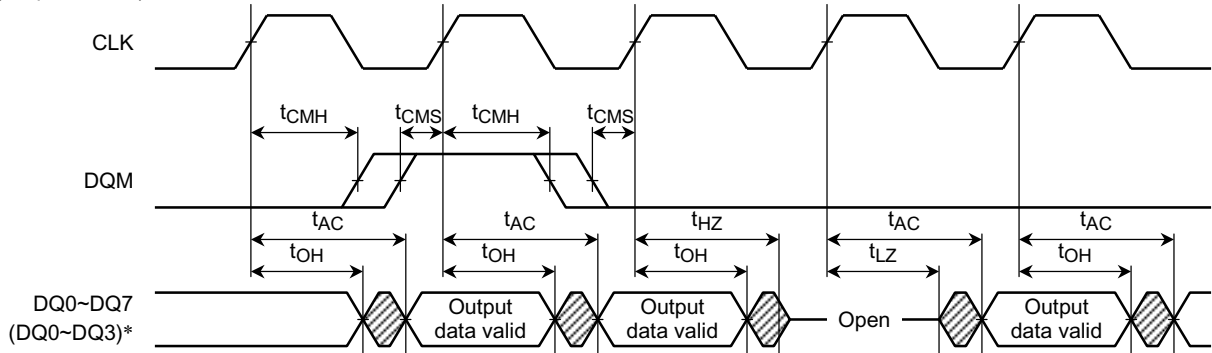 CLK
tCMH tCMS tCMH tCMS
DQM
tAC tAC tHZ tAC tAC
tOH tOH tOH tLZ tOH
DQ0~DQ7
(DQ0~DQ3)*
Output data valid
Output data valid
Open
Output data valid